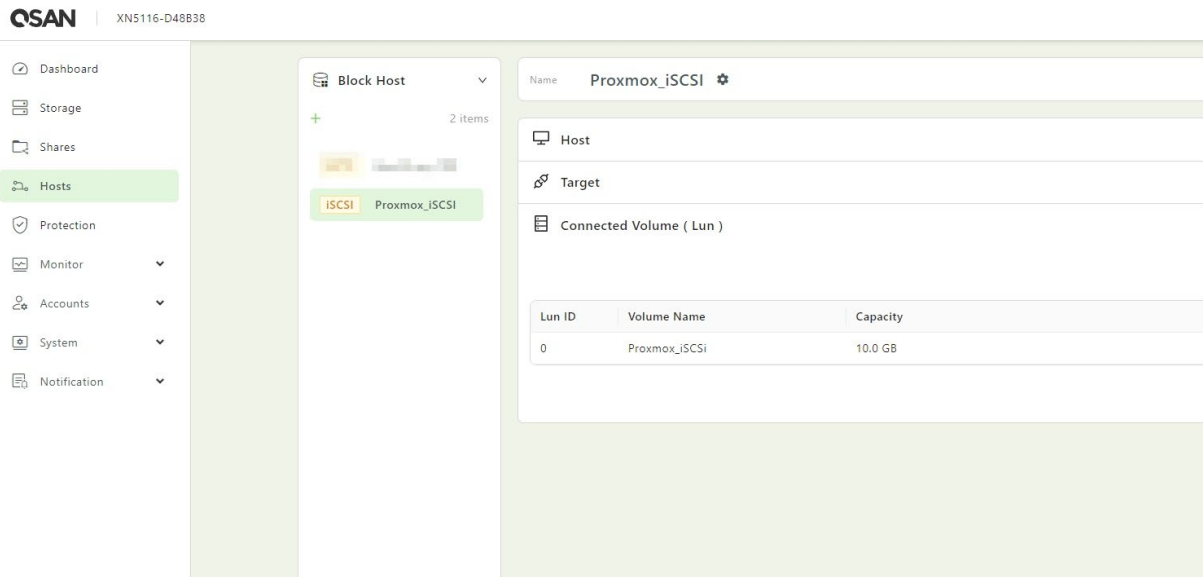 QSAN XN5116-D48B38
Dashboard
Storage
Shares
Hosts
Protection
Monitor
Accounts
System
Notification
Block Host
2 items
iSCSI Proxmox_iSCSI
Name Proxmox_iSCSI
Host
Target
Connected Volume ( Lun )
Lun ID Volume Name Capacity
0 Proxmox_iSCSi 10.0 GB